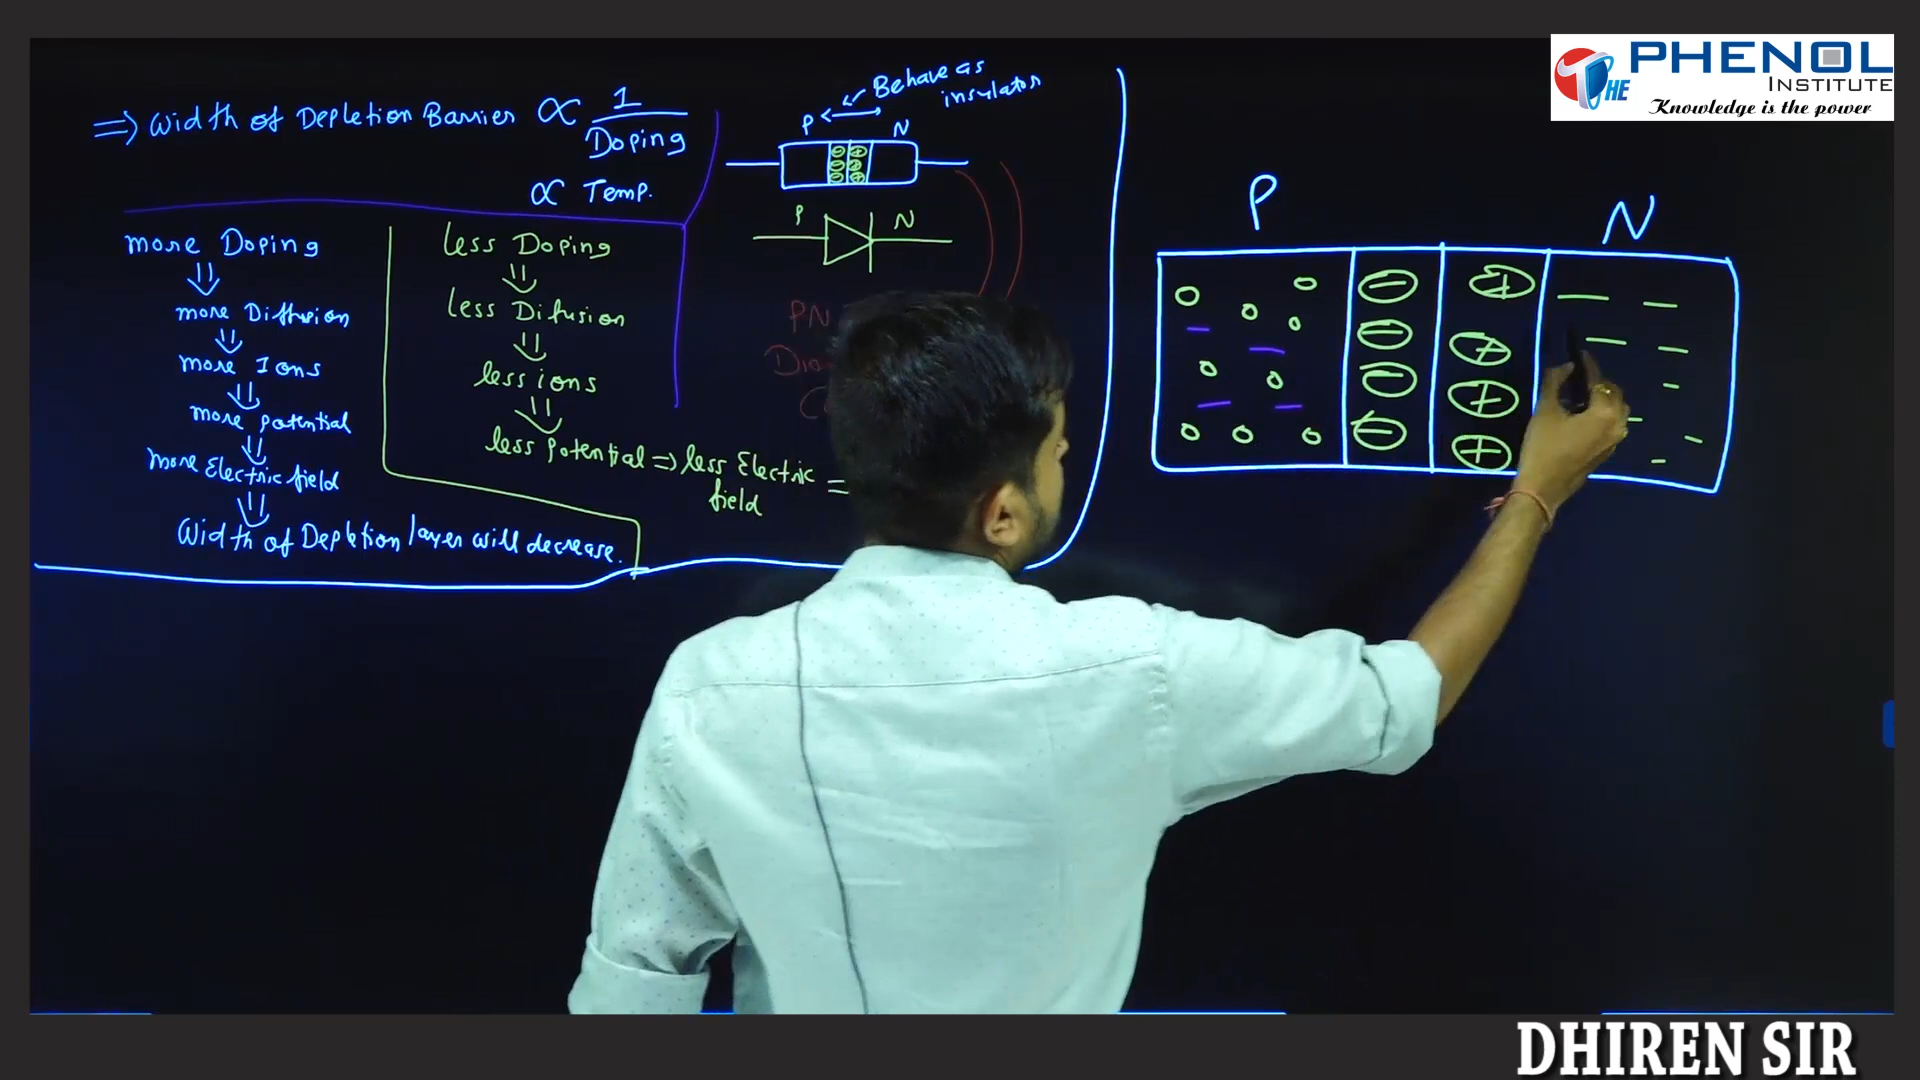 THE PHENOL
INSTITUTE
Knowledge is the power
⇒ Width of Depletion Barrier ∝ 1/Doping
∝ Temp.
more Doping
⇓
more Diffusion
⇓
more Ions
⇓
more potential
⇓
More Electric field
⇓
Width of Depletion layer will decrease.
less Doping
⇓
less Difusion
⇓
less ions
⇓
less Potential ⇒ less Electric =
field
Behave as
insulator
P N
P N
PN
P
N
DHIREN SIR